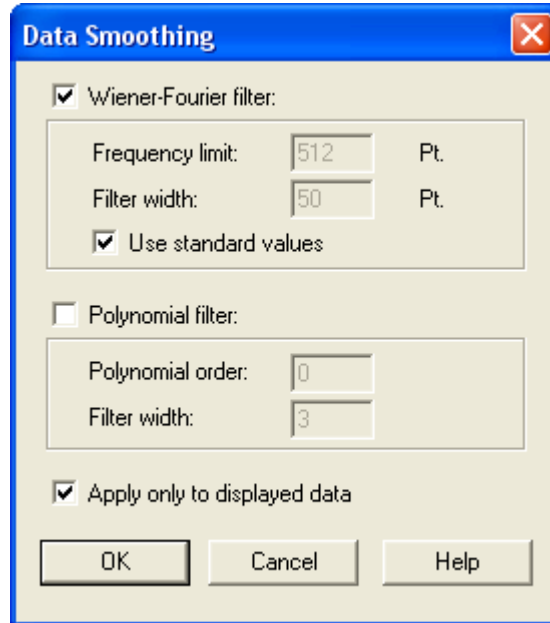 Data Smoothing
Wiener-Fourier filter:
Frequency limit: 512 Pt.
Filter width: 50 Pt.
Use standard values
Polynomial filter:
Polynomial order: 0
Filter width: 3
Apply only to displayed data
OK Cancel Help